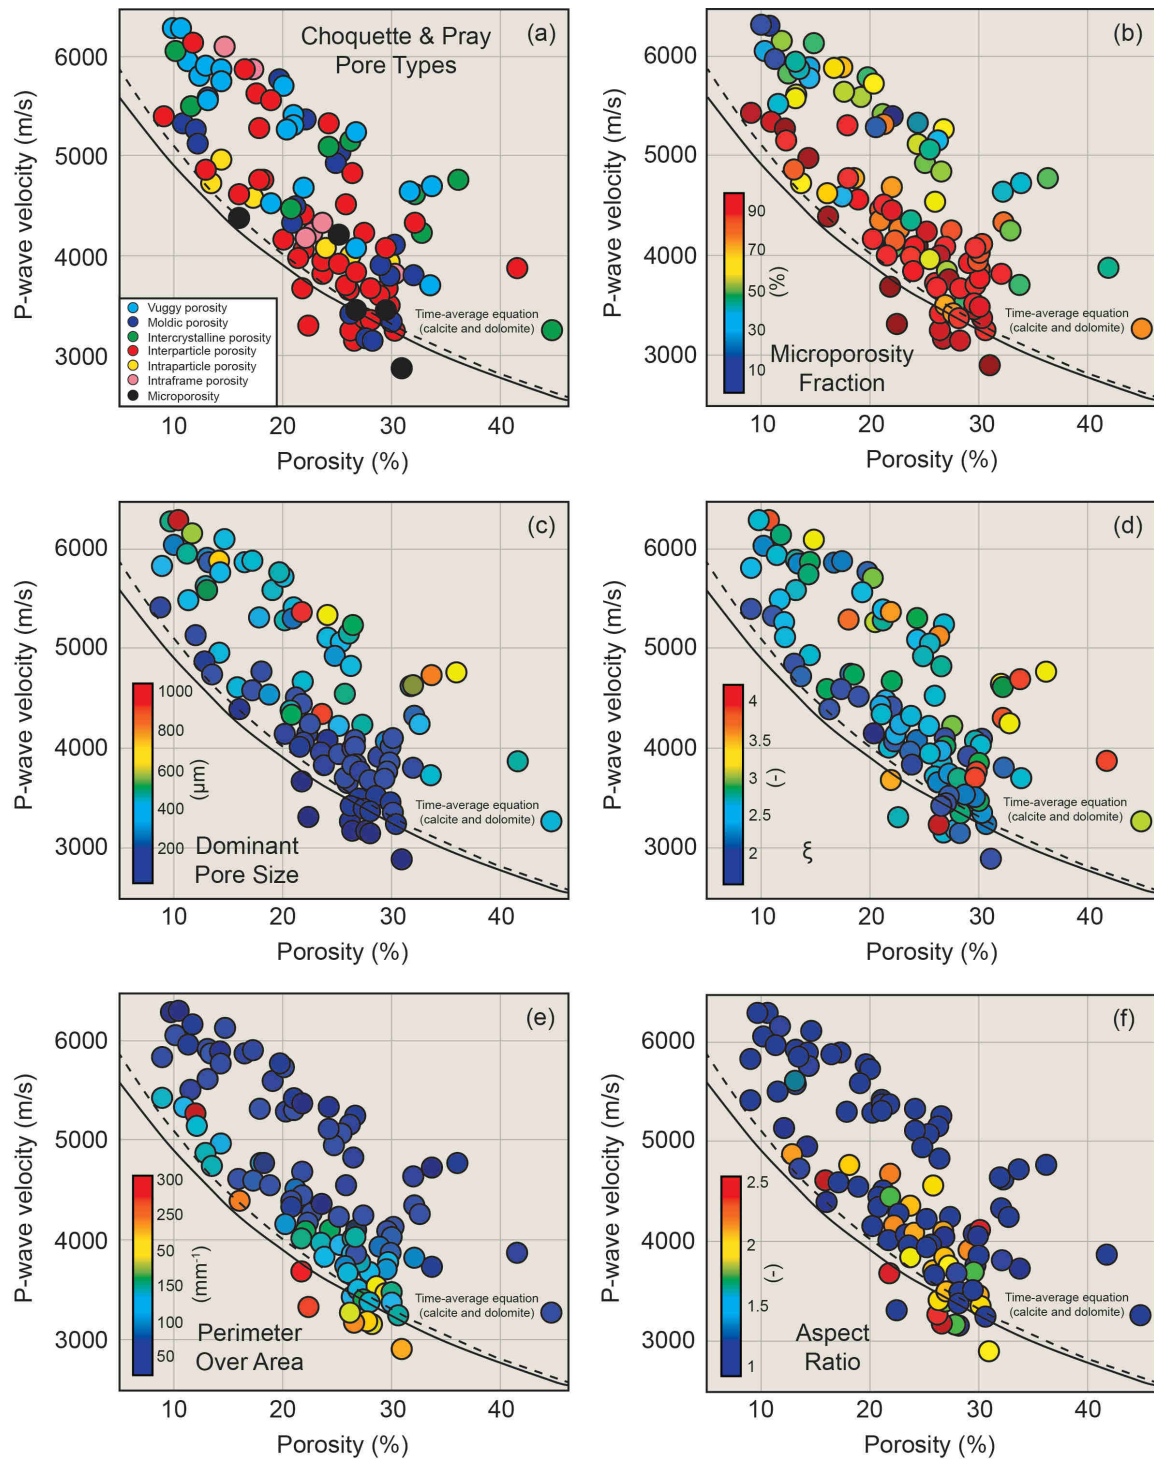 (a)
Choquette & Pray
Pore Types
P-wave velocity (m/s)
6000
5000
4000
3000
Vuggy porosity
Moldic porosity
Intercrystalline porosity
Interparticle porosity
Intraparticle porosity
Intraframe porosity
Microporosity
Time-average equation
(calcite and dolomite)
10 20 30 40
Porosity (%)
(b)
P-wave velocity (m/s)
6000
5000
4000
3000
90
70
50
30
10
(%)
Microporosity
Fraction
Time-average equation
(calcite and dolomite)
10 20 30 40
Porosity (%)
(c)
P-wave velocity (m/s)
6000
5000
4000
3000
1000
800
600
400
200
(µm)
Dominant
Pore Size
Time-average equation
(calcite and dolomite)
10 20 30 40
Porosity (%)
(d)
P-wave velocity (m/s)
6000
5000
4000
3000
4
3.5
3
2.5
2
(-)
ξ
Time-average equation
(calcite and dolomite)
10 20 30 40
Porosity (%)
(e)
P-wave velocity (m/s)
6000
5000
4000
3000
300
250
50
150
100
50
(mm⁻¹)
Perimeter
Over Area
Time-average equation
(calcite and dolomite)
10 20 30 40
Porosity (%)
(f)
P-wave velocity (m/s)
6000
5000
4000
3000
2.5
2
1.5
1
(-)
Aspect
Ratio
Time-average equation
(calcite and dolomite)
10 20 30 40
Porosity (%)